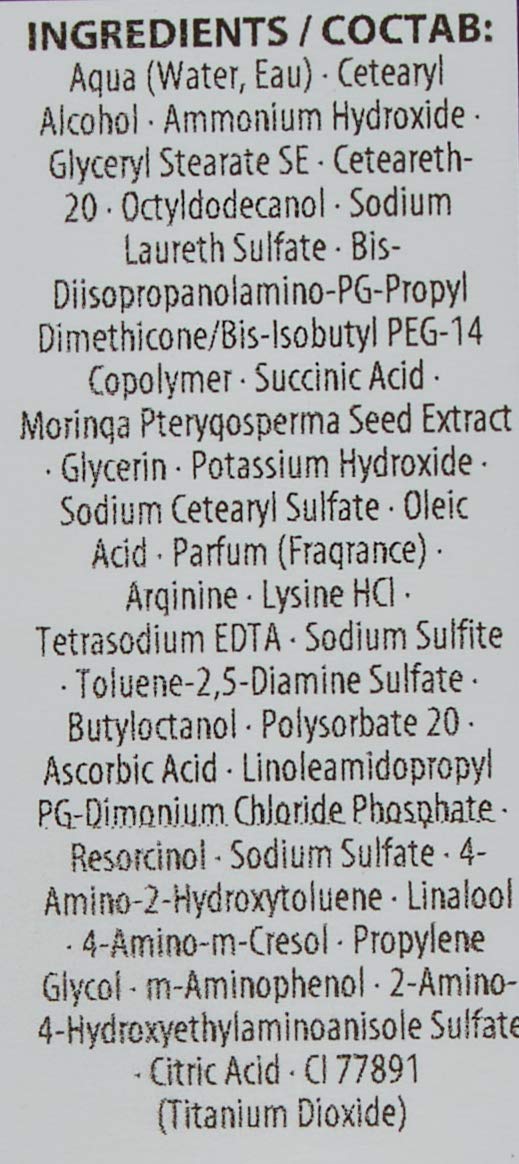 INGREDIENTS / СОСТАВ:
Aqua (Water, Eau) · Cetearyl
Alcohol · Ammonium Hydroxide ·
Glyceryl Stearate SE · Ceteareth-
20 · Octyldodecanol · Sodium
Laureth Sulfate · Bis-
Diisopropanolamino-PG-Propyl
Dimethicone/Bis-Isobutyl PEG-14
Copolymer · Succinic Acid ·
Moringa Pterygosperma Seed Extract
· Glycerin · Potassium Hydroxide ·
Sodium Cetearyl Sulfate · Oleic
Acid · Parfum (Fragrance) ·
Arginine · Lysine HCl ·
Tetrasodium EDTA · Sodium Sulfite
· Toluene-2,5-Diamine Sulfate ·
Butyloctanol · Polysorbate 20 ·
Ascorbic Acid · Linoleamidopropyl
PG-Dimonium Chloride Phosphate ·
Resorcinol · Sodium Sulfate · 4-
Amino-2-Hydroxytoluene · Linalool
· 4-Amino-m-Cresol · Propylene
Glycol · m-Aminophenol · 2-Amino-
4-Hydroxyethylaminoanisole Sulfate
· Citric Acid · CI 77891
(Titanium Dioxide)